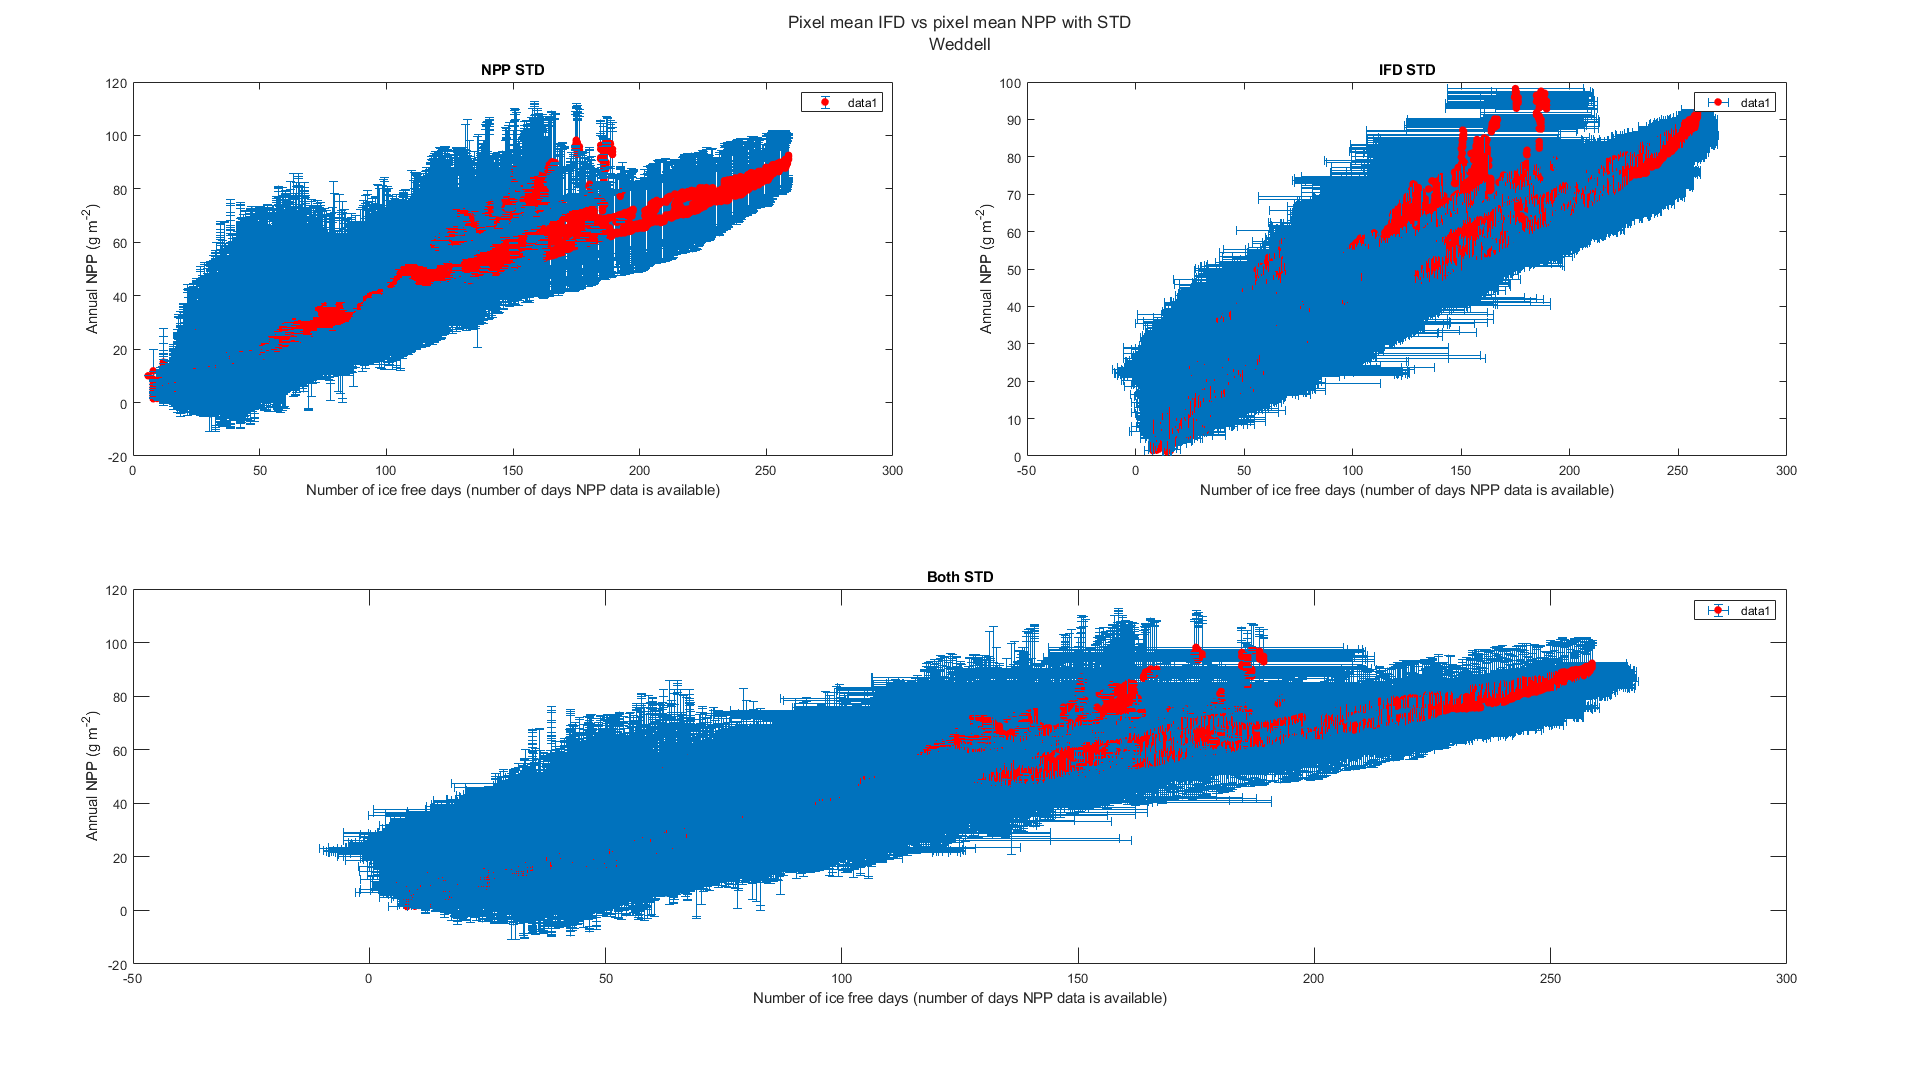 Pixel mean IFD vs pixel mean NPP with STD
Weddell
NPP STD
120
100
80
60
40
20
0
-20
0 50 100 150 200 250 300
Annual NPP (g m⁻²)
Number of ice free days (number of days NPP data is available)
data1
IFD STD
100
90
80
70
60
50
40
30
20
10
0
-50 0 50 100 150 200 250 300
Annual NPP (g m⁻²)
Number of ice free days (number of days NPP data is available)
data1
Both STD
120
100
80
60
40
20
0
-20
-50 0 50 100 150 200 250 300
Annual NPP (g m⁻²)
Number of ice free days (number of days NPP data is available)
data1